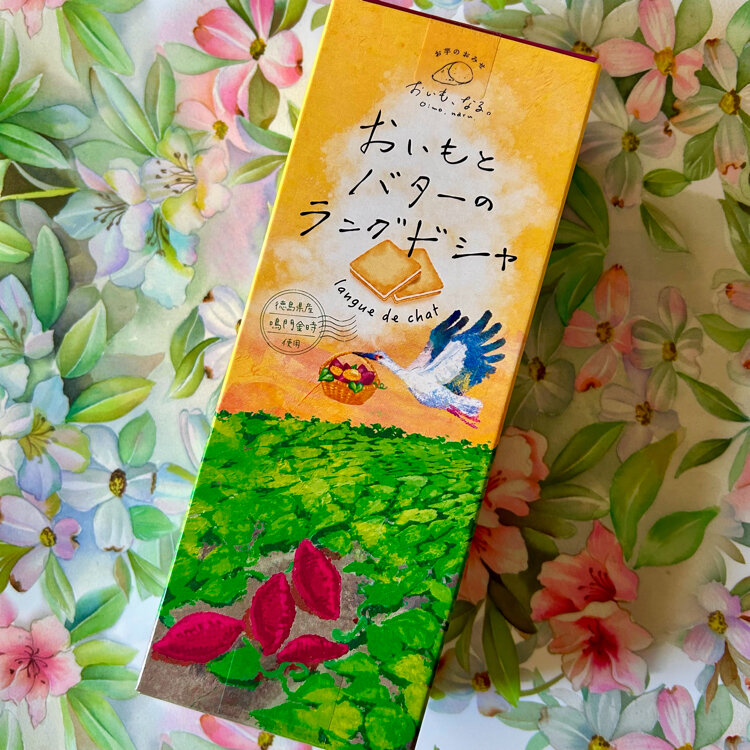 お芋のおみせ
おいも、なる。
Oimo, naru.
おいもと
バターの
ラングドシャ
langue de chat
徳島県産
鳴門金時
使用